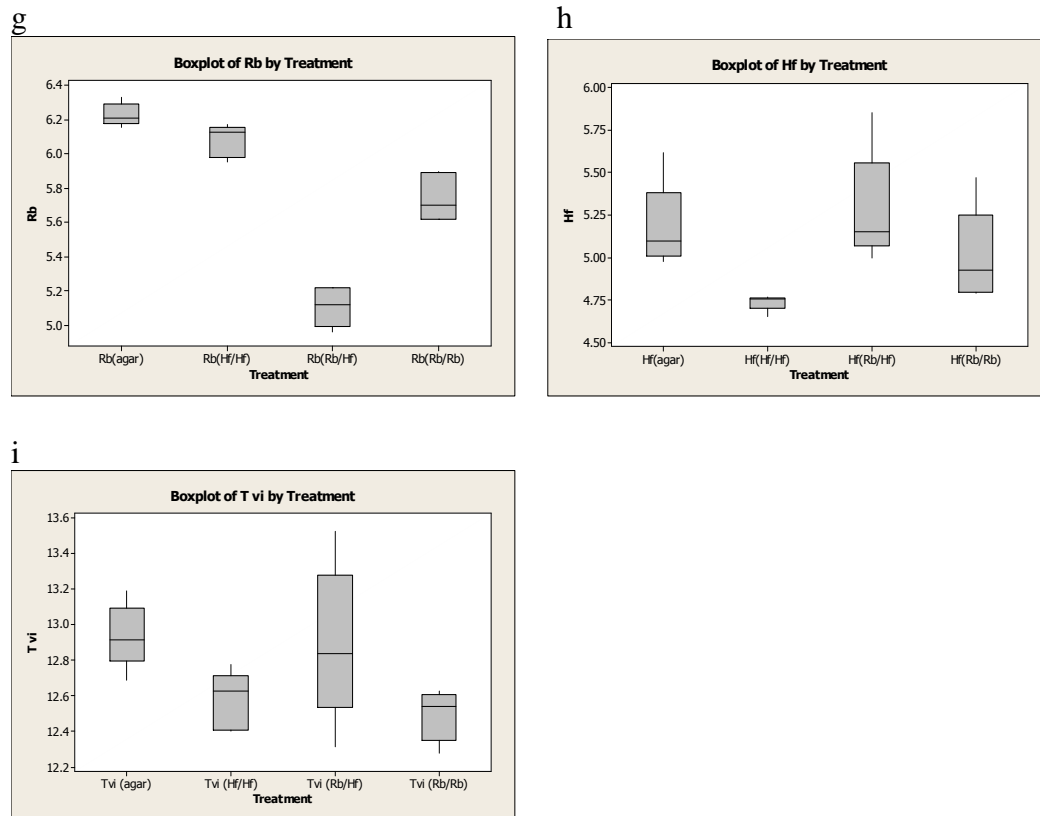 g
Boxplot of Rb by Treatment
6.4
6.2
6.0
5.8
5.6
5.4
5.2
5.0
Rb
Rb(agar) Rb(Hf/Hf) Rb(Rb/Hf) Rb(Rb/Rb)
Treatment
h
Boxplot of Hf by Treatment
6.00
5.75
5.50
5.25
5.00
4.75
4.50
Hf
Hf(agar) Hf(Hf/Hf) Hf(Rb/Hf) Hf(Rb/Rb)
Treatment
i
Boxplot of T vi by Treatment
13.6
13.4
13.2
13.0
12.8
12.6
12.4
12.2
T vi
Tvi (agar) Tvi (Hf/Hf) Tvi (Rb/Hf) Tvi (Rb/Rb)
Treatment